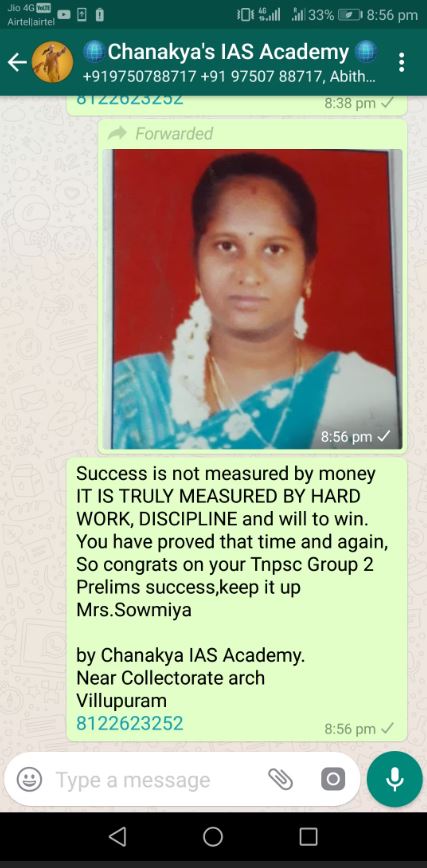 Jio 4G VoLTE
Airtel|airtel
4G
33%
8:56 pm
Chanakya's IAS Academy
+919750788717 +91 97507 88717, Abith...
8122623252
8:38 pm
Forwarded
8:56 pm
Success is not measured by money
IT IS TRULY MEASURED BY HARD
WORK, DISCIPLINE and will to win.
You have proved that time and again,
So congrats on your Tnpsc Group 2
Prelims success,keep it up
Mrs.Sowmiya
by Chanakya IAS Academy.
Near Collectorate arch
Villupuram
8122623252
8:56 pm
Type a message